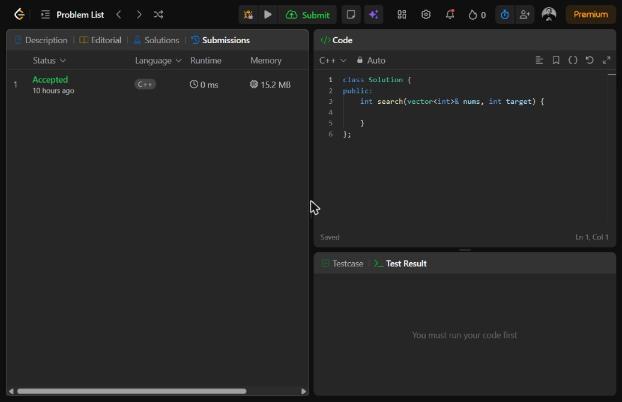 Problem List
Submit
0
Premium
Description
Editorial
Solutions
Submissions
Status
Language
Runtime
Memory
1
Accepted
10 hours ago
C++
0 ms
15.2 MB
</> Code
C++
Auto
1 class Solution {
2 public:
3 int search(vector<int>& nums, int target) {
4
5 }
6 };
Saved
Ln 1, Col 1
Testcase
>_ Test Result
You must run your code first